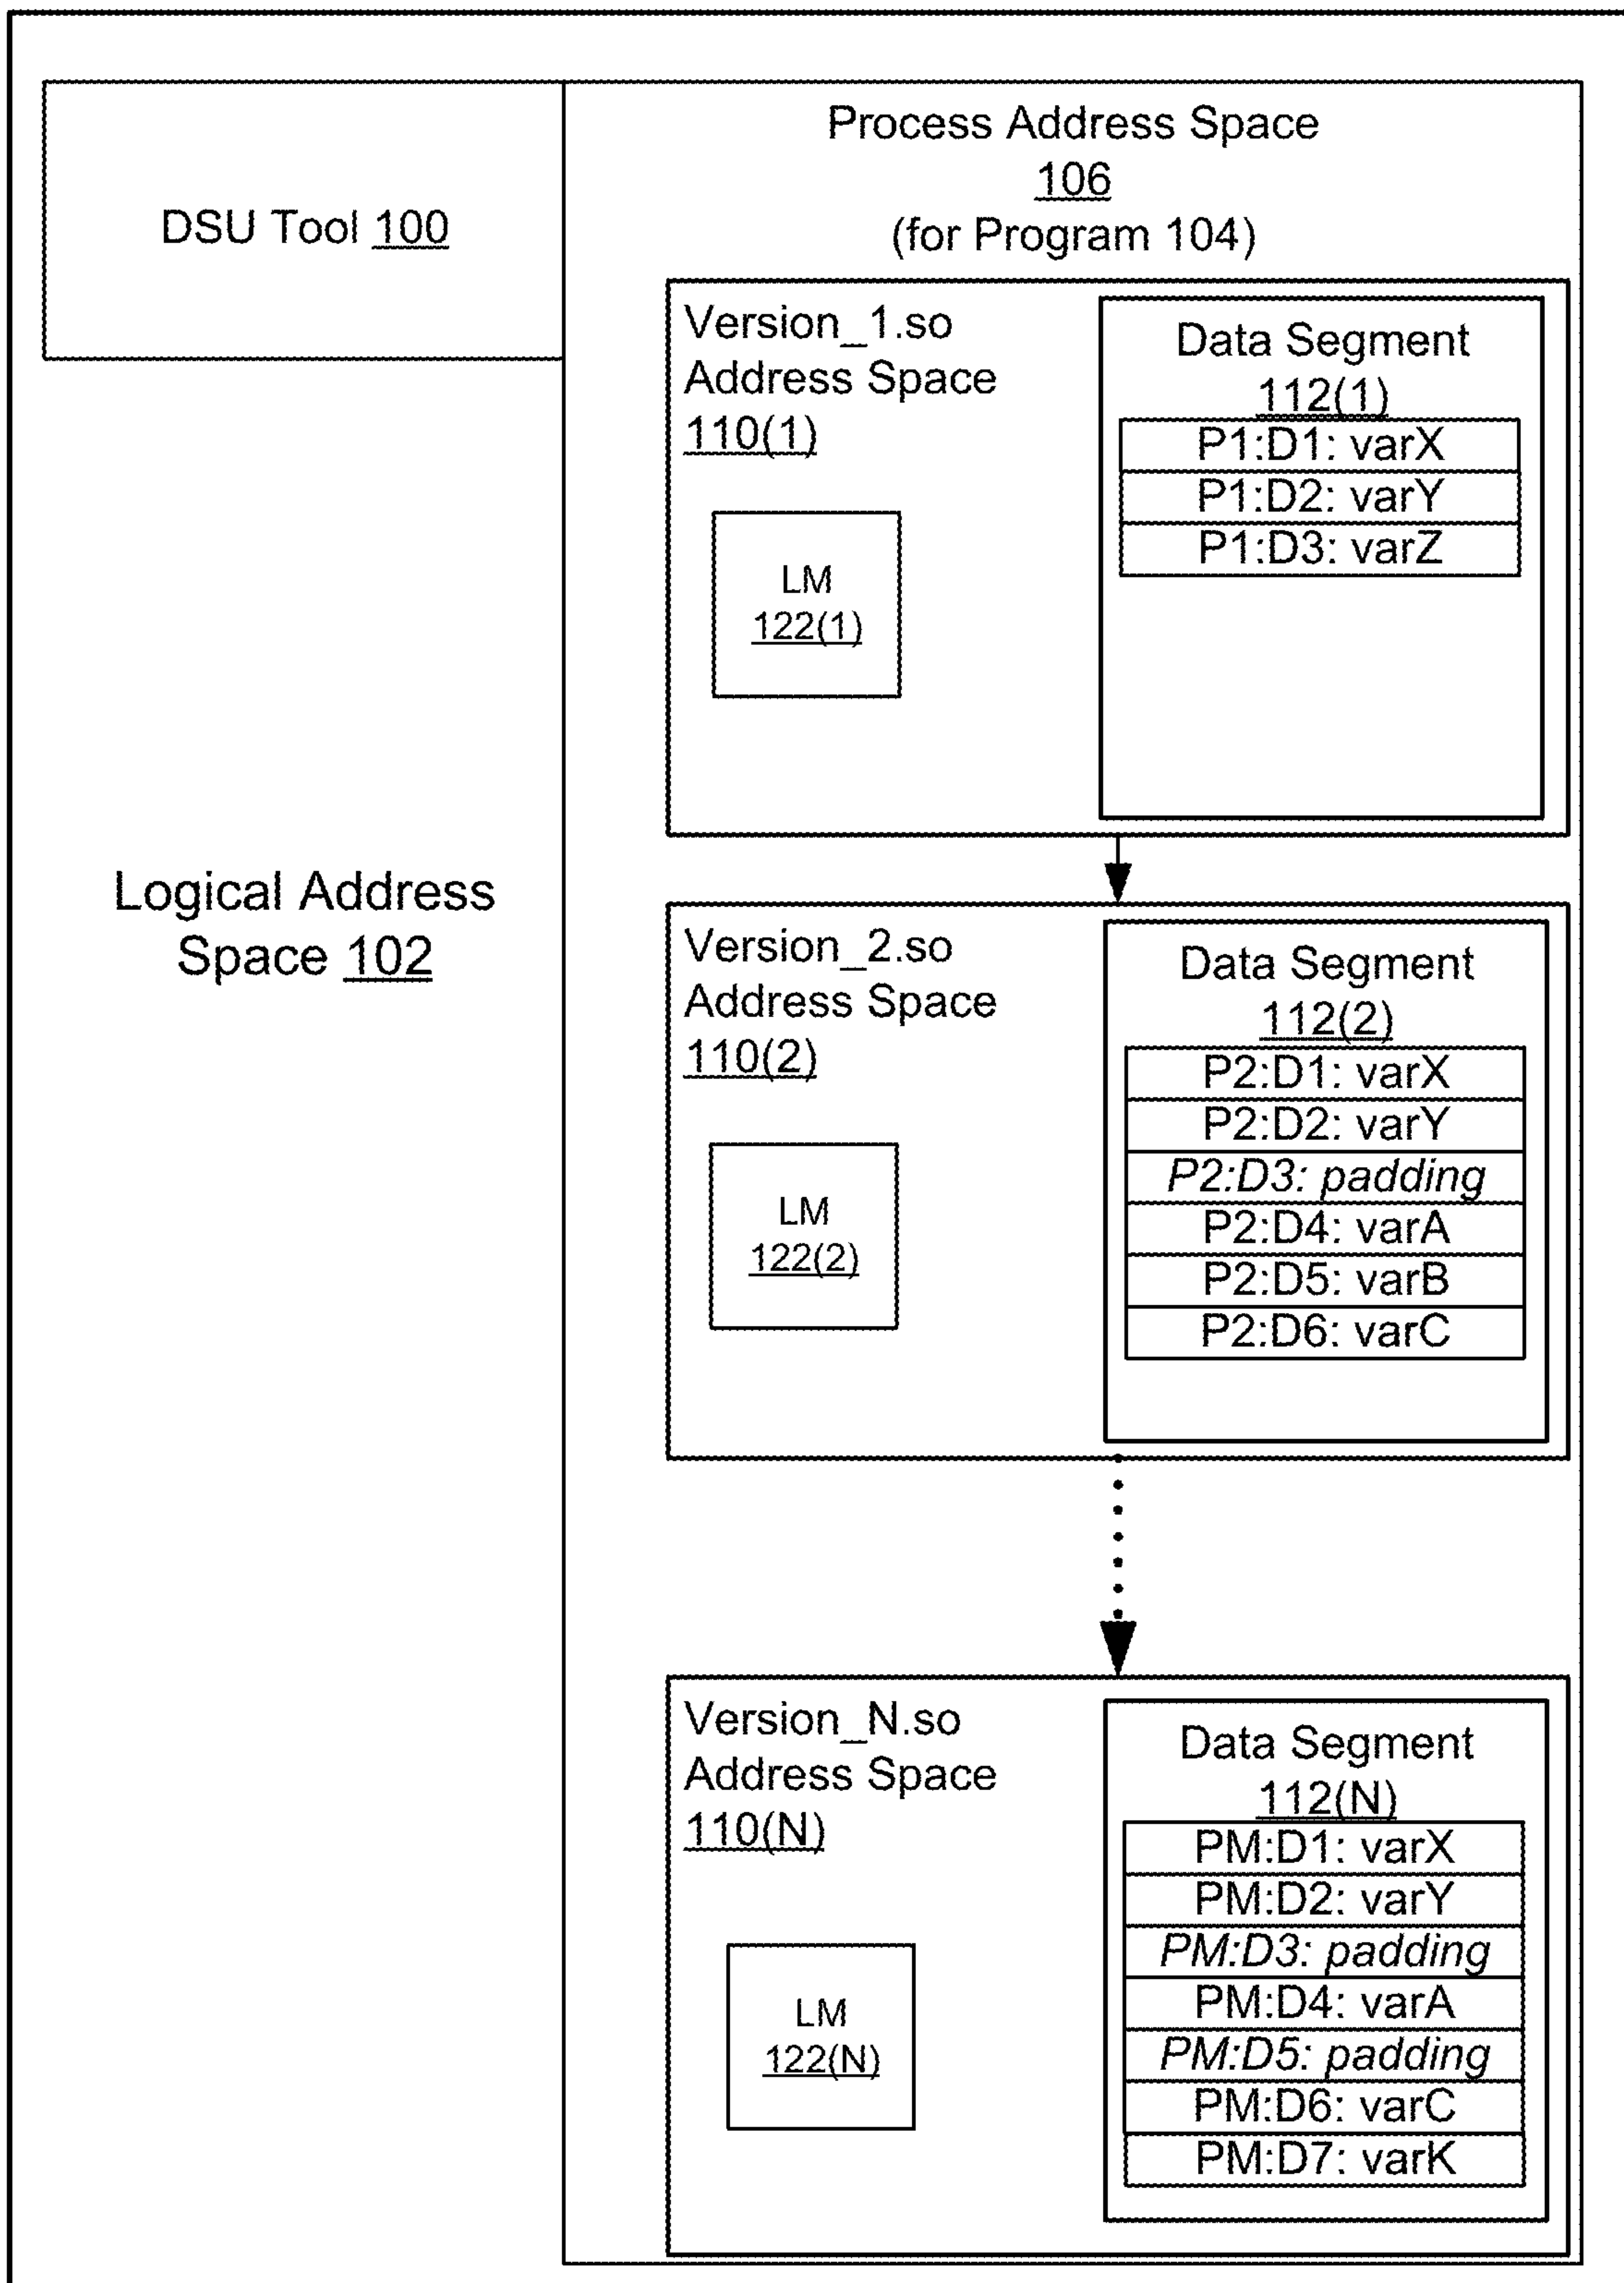 DSU Tool 100
Process Address Space
106
(for Program 104)
Version_1.so
Address Space
110(1)
LM
122(1)
Data Segment
112(1)
P1:D1: varX
P1:D2: varY
P1:D3: varZ
Logical Address
Space 102
Version_2.so
Address Space
110(2)
LM
122(2)
Data Segment
112(2)
P2:D1: varX
P2:D2: varY
P2:D3: padding
P2:D4: varA
P2:D5: varB
P2:D6: varC
Version_N.so
Address Space
110(N)
LM
122(N)
Data Segment
112(N)
PM:D1: varX
PM:D2: varY
PM:D3: padding
PM:D4: varA
PM:D5: padding
PM:D6: varC
PM:D7: varK